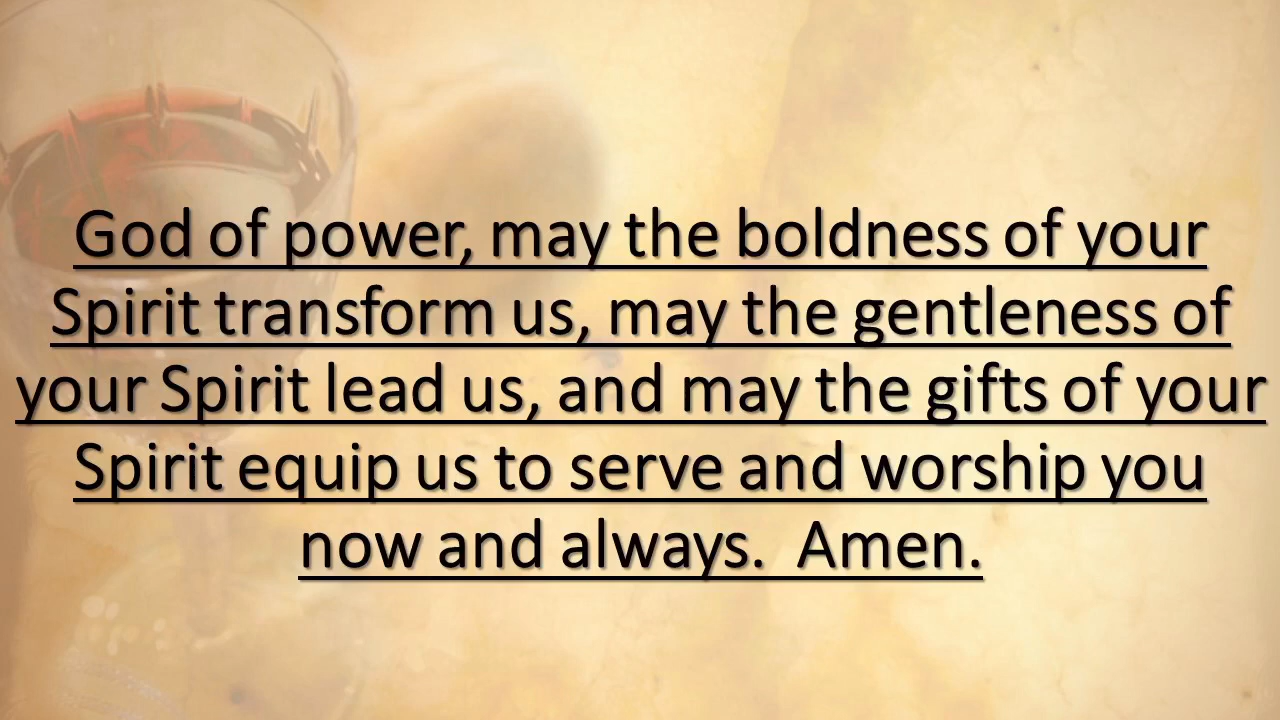 God of power, may the boldness of your
Spirit transform us, may the gentleness of
your Spirit lead us, and may the gifts of your
Spirit equip us to serve and worship you
now and always.  Amen.